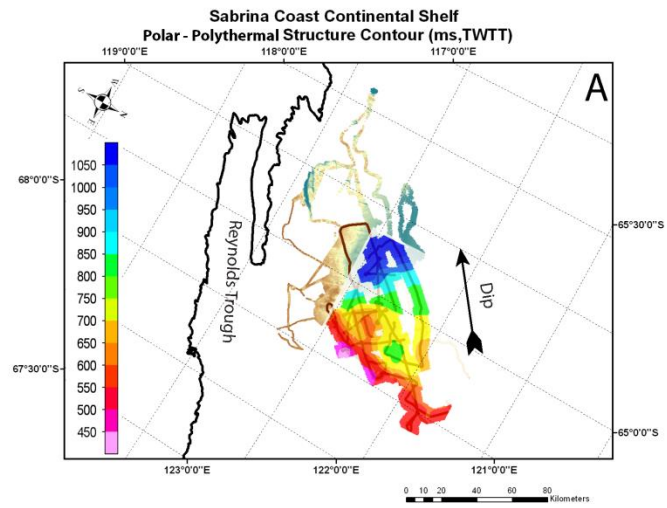 Sabrina Coast Continental Shelf
Polar - Polythermal Structure Contour (ms,TWTT)
119°0'0"E 118°0'0"E 117°0'0"E
A
S E N
68°0'0"S
67°30'0"S
65°30'0"S
65°0'0"S
1050
1000
950
900
850
800
750
700
650
600
550
500
450
Reynolds Trough
Dip
123°0'0"E 122°0'0"E 121°0'0"E
0 10 20 40 60 80
Kilometers